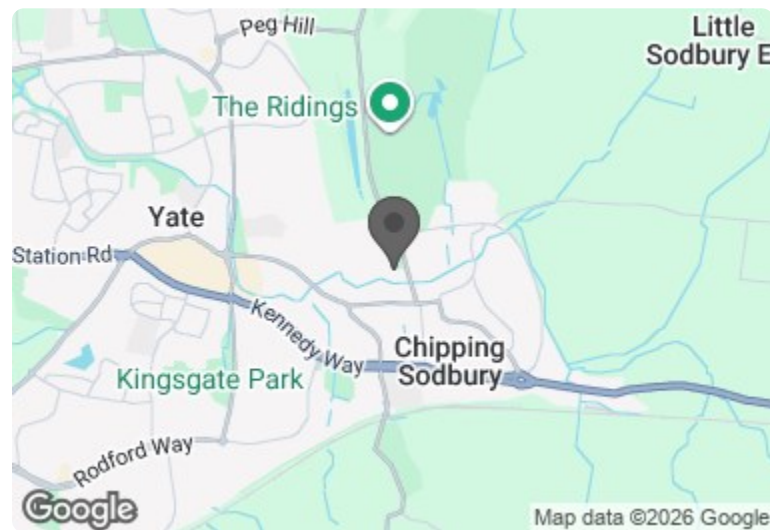 Peg Hill
Little
Sodbury E
The Ridings
Yate
Station Rd
Kennedy Way
Chipping
Sodbury
Kingsgate Park
Rodford Way
Google
Map data ©2026 Google